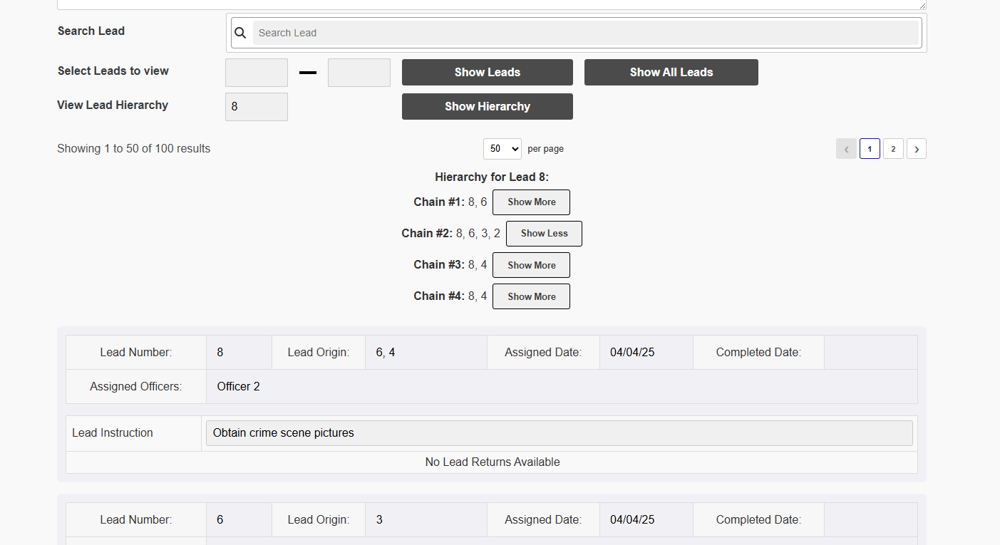 Search Lead
Search Lead
Select Leads to view
Show Leads
Show All Leads
View Lead Hierarchy
8
Show Hierarchy
Showing 1 to 50 of 100 results
50 per page
‹ 1 2 ›
Hierarchy for Lead 8:
Chain #1: 8, 6 Show More
Chain #2: 8, 6, 3, 2 Show Less
Chain #3: 8, 4 Show More
Chain #4: 8, 4 Show More
Lead Number: 8 Lead Origin: 6, 4 Assigned Date: 04/04/25 Completed Date:
Assigned Officers: Officer 2
Lead Instruction Obtain crime scene pictures
No Lead Returns Available
Lead Number: 6 Lead Origin: 3 Assigned Date: 04/04/25 Completed Date: